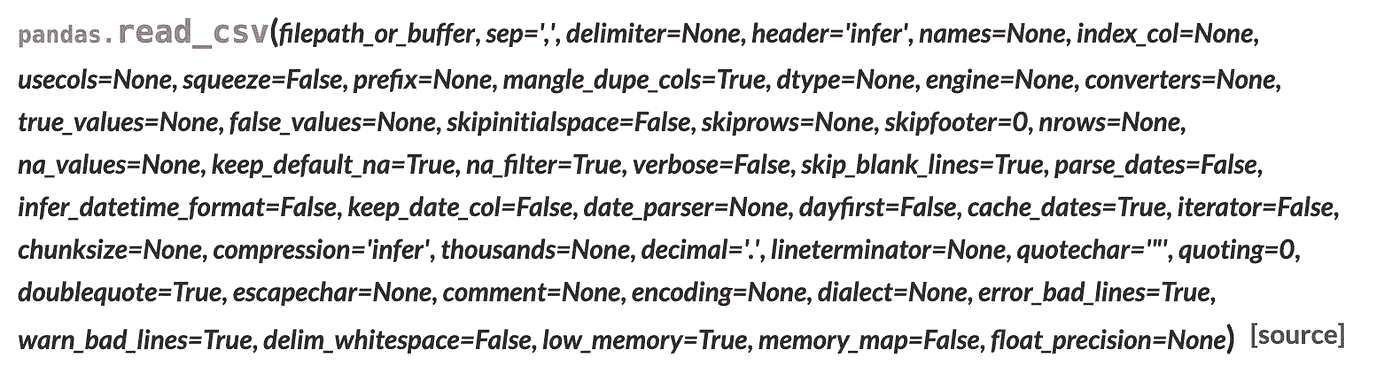 pandas.read_csv(filepath_or_buffer, sep=',', delimiter=None, header='infer', names=None, index_col=None,
usecols=None, squeeze=False, prefix=None, mangle_dupe_cols=True, dtype=None, engine=None, converters=None,
true_values=None, false_values=None, skipinitialspace=False, skiprows=None, skipfooter=0, nrows=None,
na_values=None, keep_default_na=True, na_filter=True, verbose=False, skip_blank_lines=True, parse_dates=False,
infer_datetime_format=False, keep_date_col=False, date_parser=None, dayfirst=False, cache_dates=True, iterator=False,
chunksize=None, compression='infer', thousands=None, decimal='.', lineterminator=None, quotechar='"', quoting=0,
doublequote=True, escapechar=None, comment=None, encoding=None, dialect=None, error_bad_lines=True,
warn_bad_lines=True, delim_whitespace=False, low_memory=True, memory_map=False, float_precision=None) [source]